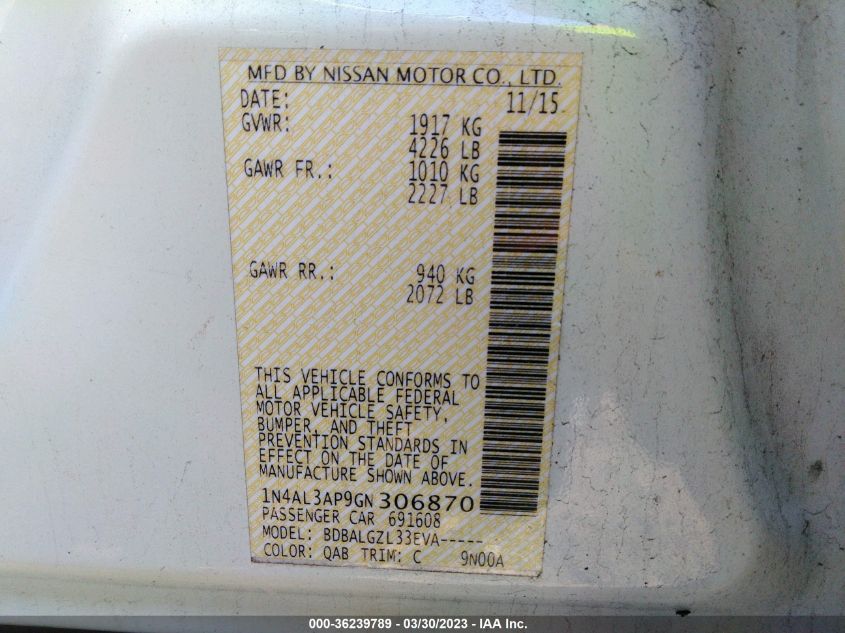 MFD BY NISSAN MOTOR CO., LTD.
DATE: 11/15
GVWR: 1917 KG
4226 LB
GAWR FR.: 1010 KG
2227 LB
GAWR RR.: 940 KG
2072 LB
THIS VEHICLE CONFORMS TO
ALL APPLICABLE FEDERAL
MOTOR VEHICLE SAFETY,
BUMPER, AND THEFT
PREVENTION STANDARDS IN
EFFECT ON THE DATE OF
MANUFACTURE SHOWN ABOVE.
1N4AL3AP9GN306870
PASSENGER CAR 691608
MODEL: BDBALGZL33EVA-----
COLOR: QAB TRIM: C 9N00A
000-36239789 — 03/30/2023 — IAA Inc.